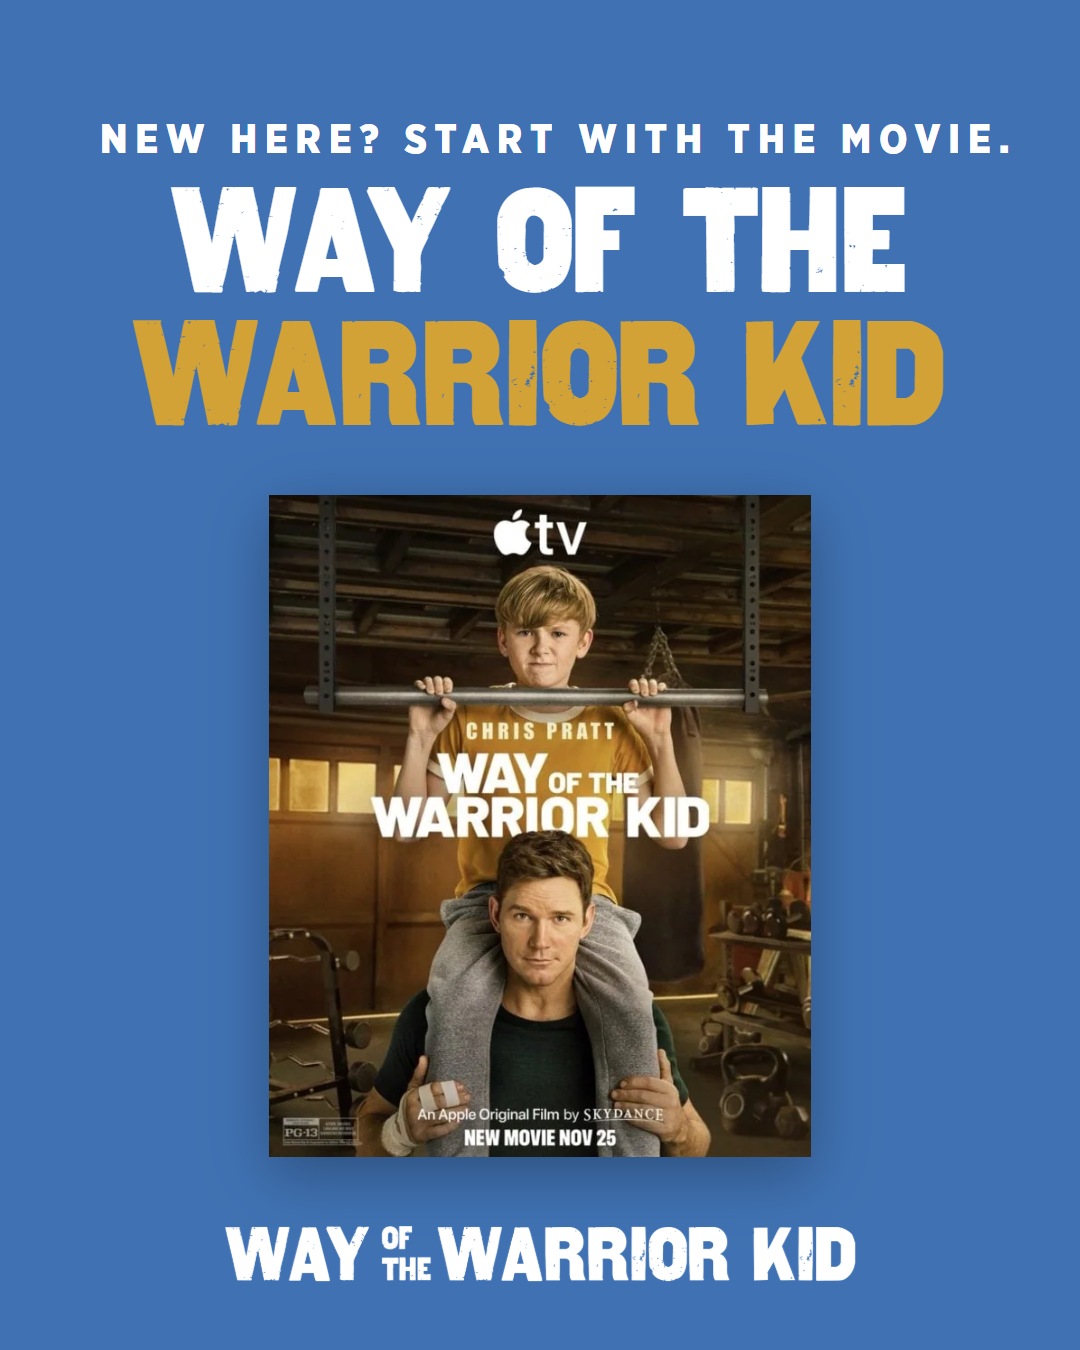 NEW HERE? START WITH THE MOVIE.
WAY OF THE
WARRIOR KID
tv
CHRIS PRATT
WAY OF THE
WARRIOR KID
An Apple Original Film by SKYDANCE
NEW MOVIE NOV 25
PG-13
WAY OF THE WARRIOR KID